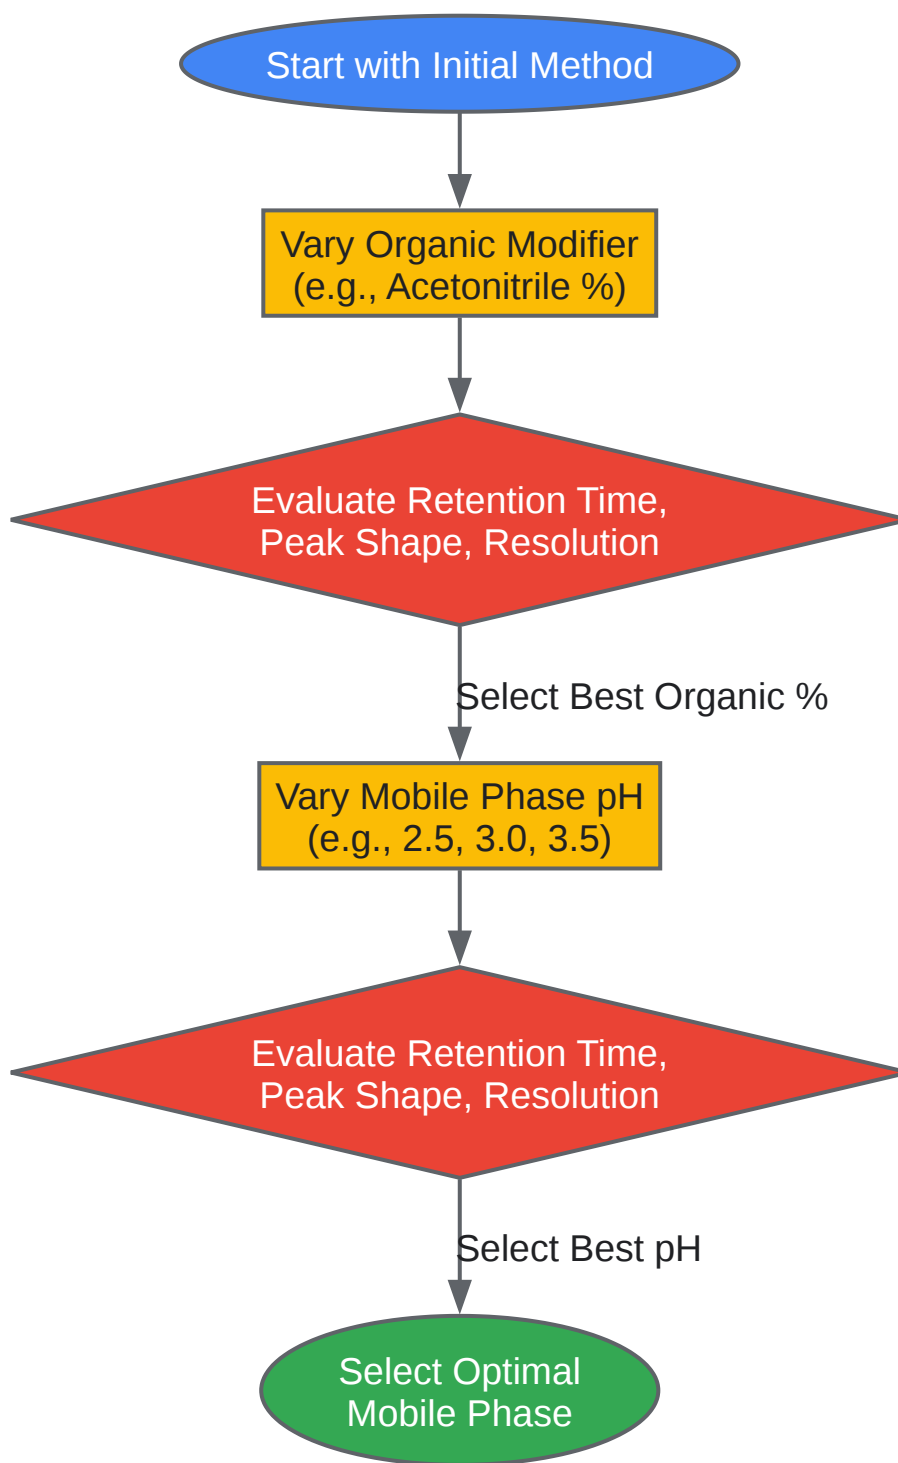 Start with Initial Method
Vary Organic Modifier
(e.g., Acetonitrile %)
Evaluate Retention Time,
Peak Shape, Resolution
Select Best Organic %
Vary Mobile Phase pH
(e.g., 2.5, 3.0, 3.5)
Evaluate Retention Time,
Peak Shape, Resolution
Select Best pH
Select Optimal
Mobile Phase